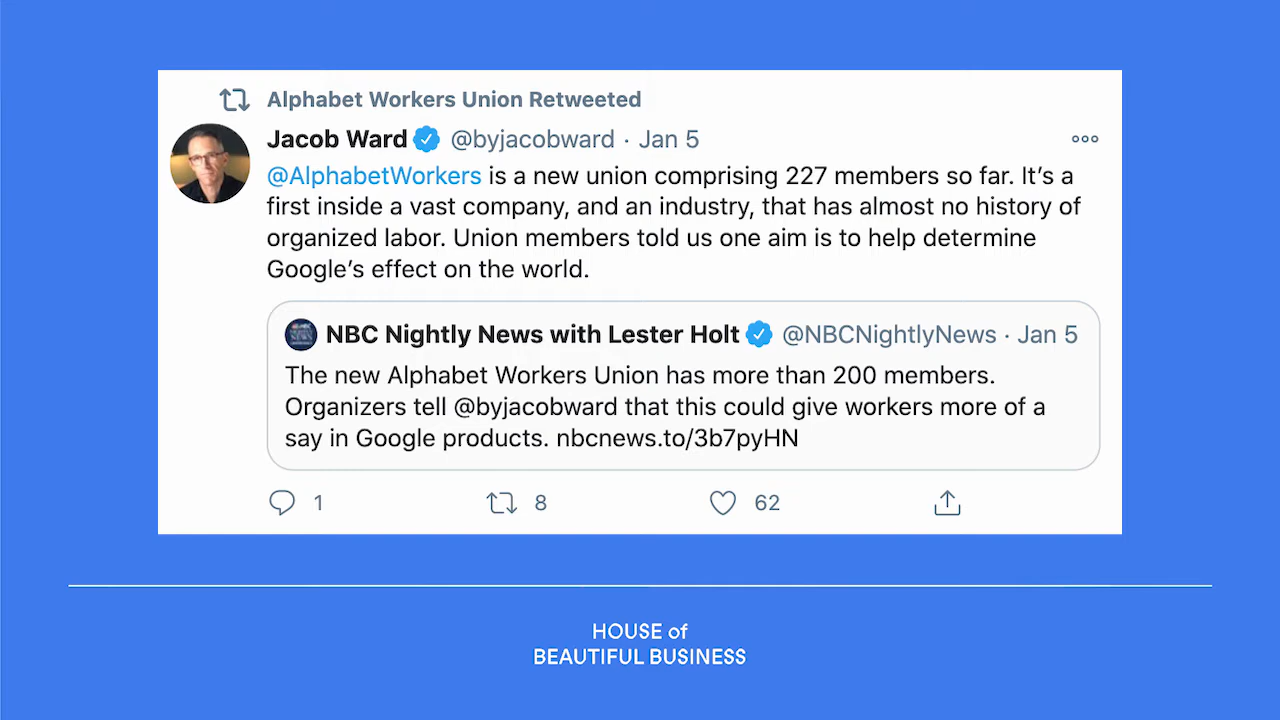 Alphabet Workers Union Retweeted
Jacob Ward @byjacobward · Jan 5
@AlphabetWorkers is a new union comprising 227 members so far. It’s a
first inside a vast company, and an industry, that has almost no history of
organized labor. Union members told us one aim is to help determine
Google’s effect on the world.
NBC Nightly News with Lester Holt @NBCNightlyNews · Jan 5
The new Alphabet Workers Union has more than 200 members.
Organizers tell @byjacobward that this could give workers more of a
say in Google products. nbcnews.to/3b7pyHN
1 8 62
HOUSE of
BEAUTIFUL BUSINESS